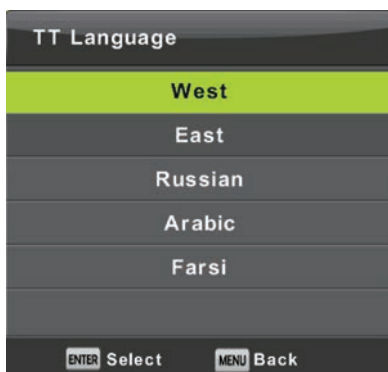 TT Language
West
East
Russian
Arabic
Farsi
ENTER Select MENU Back